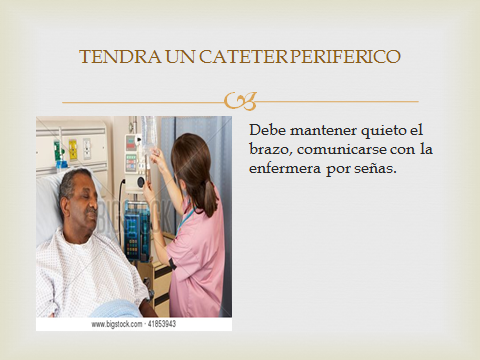 TENDRA UN CATETER PERIFERICO
Debe mantener quieto el
brazo, comunicarse con la
enfermera por señas.
BIGSTOCK
www.bigstock.com · 41853943